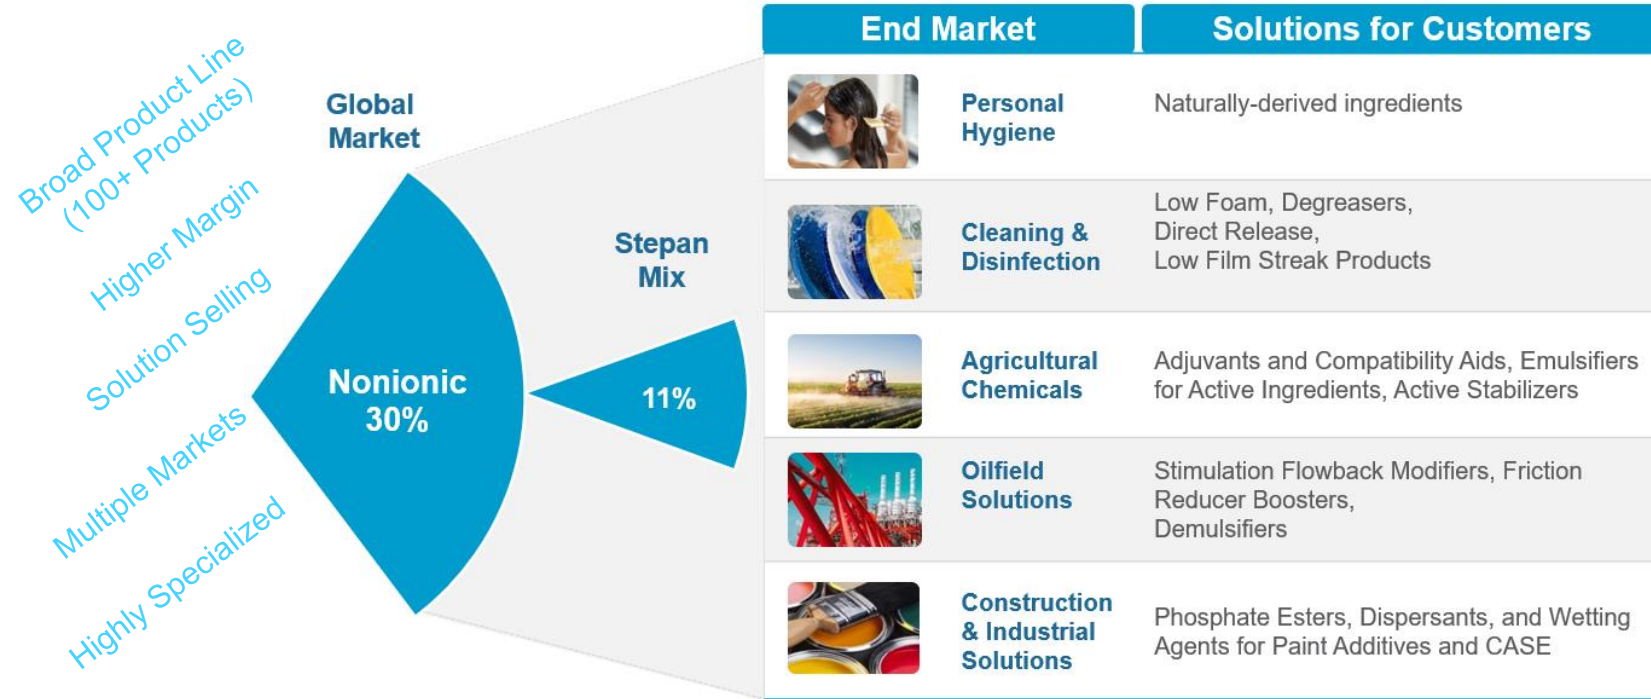 Broad Product Line
(100+ Products)
Higher Margin
Solution Selling
Multiple Markets
Highly Specialized
Global
Market
Nonionic
30%
Stepan
Mix
11%
End Market
Solutions for Customers
Personal
Hygiene
Naturally-derived ingredients
Cleaning &
Disinfection
Low Foam, Degreasers,
Direct Release,
Low Film Streak Products
Agricultural
Chemicals
Adjuvants and Compatibility Aids, Emulsifiers
for Active Ingredients, Active Stabilizers
Oilfield
Solutions
Stimulation Flowback Modifiers, Friction
Reducer Boosters,
Demulsifiers
Construction
& Industrial
Solutions
Phosphate Esters, Dispersants, and Wetting
Agents for Paint Additives and CASE